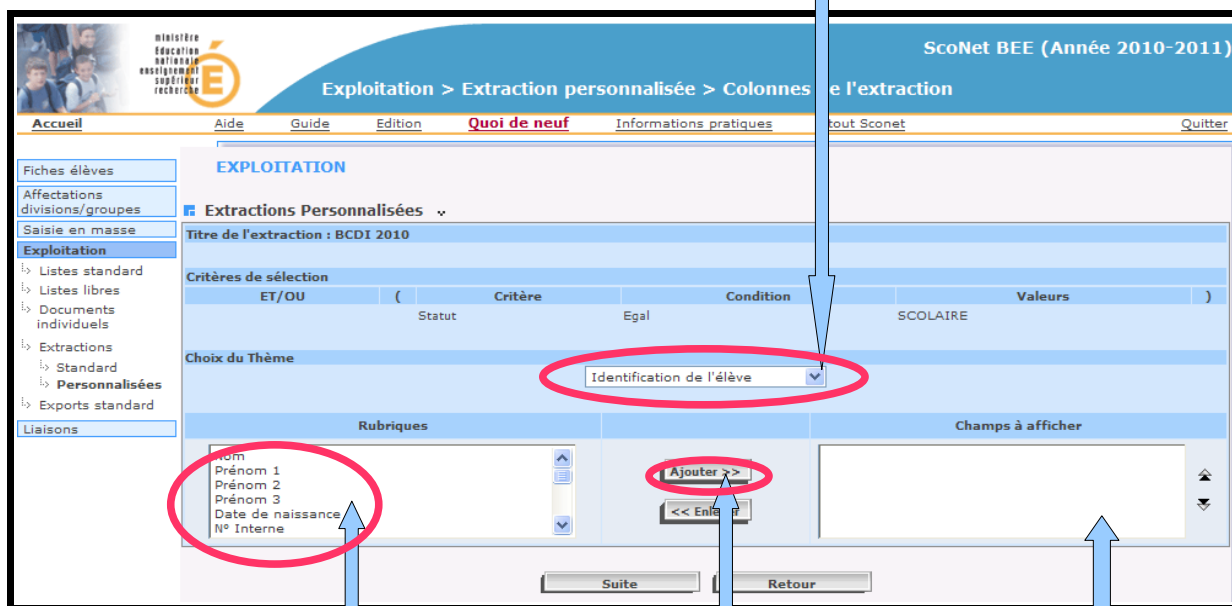 ministère
éducation
nationale
enseignement
supérieur
recherche
ScoNet BEE (Année 2010-2011)
Exploitation > Extraction personnalisée > Colonnes de l'extraction
Accueil Aide Guide Edition Quoi de neuf Informations pratiques tout Sconet Quitter
Fiches élèves
Affectations
divisions/groupes
Saisie en masse
Exploitation
Listes standard
Listes libres
Documents
individuels
Extractions
Standard
Personnalisées
Exports standard
Liaisons
EXPLOITATION
Extractions Personnalisées
Titre de l'extraction : BCDI 2010
Critères de sélection
ET/OU ( Critère Condition Valeurs )
Statut Egal SCOLAIRE
Choix du Thème
Identification de l'élève
Rubriques Champs à afficher
Nom
Prénom 1
Prénom 2
Prénom 3
Date de naissance
N° Interne
Ajouter >>
<< Enlever
Suite Retour